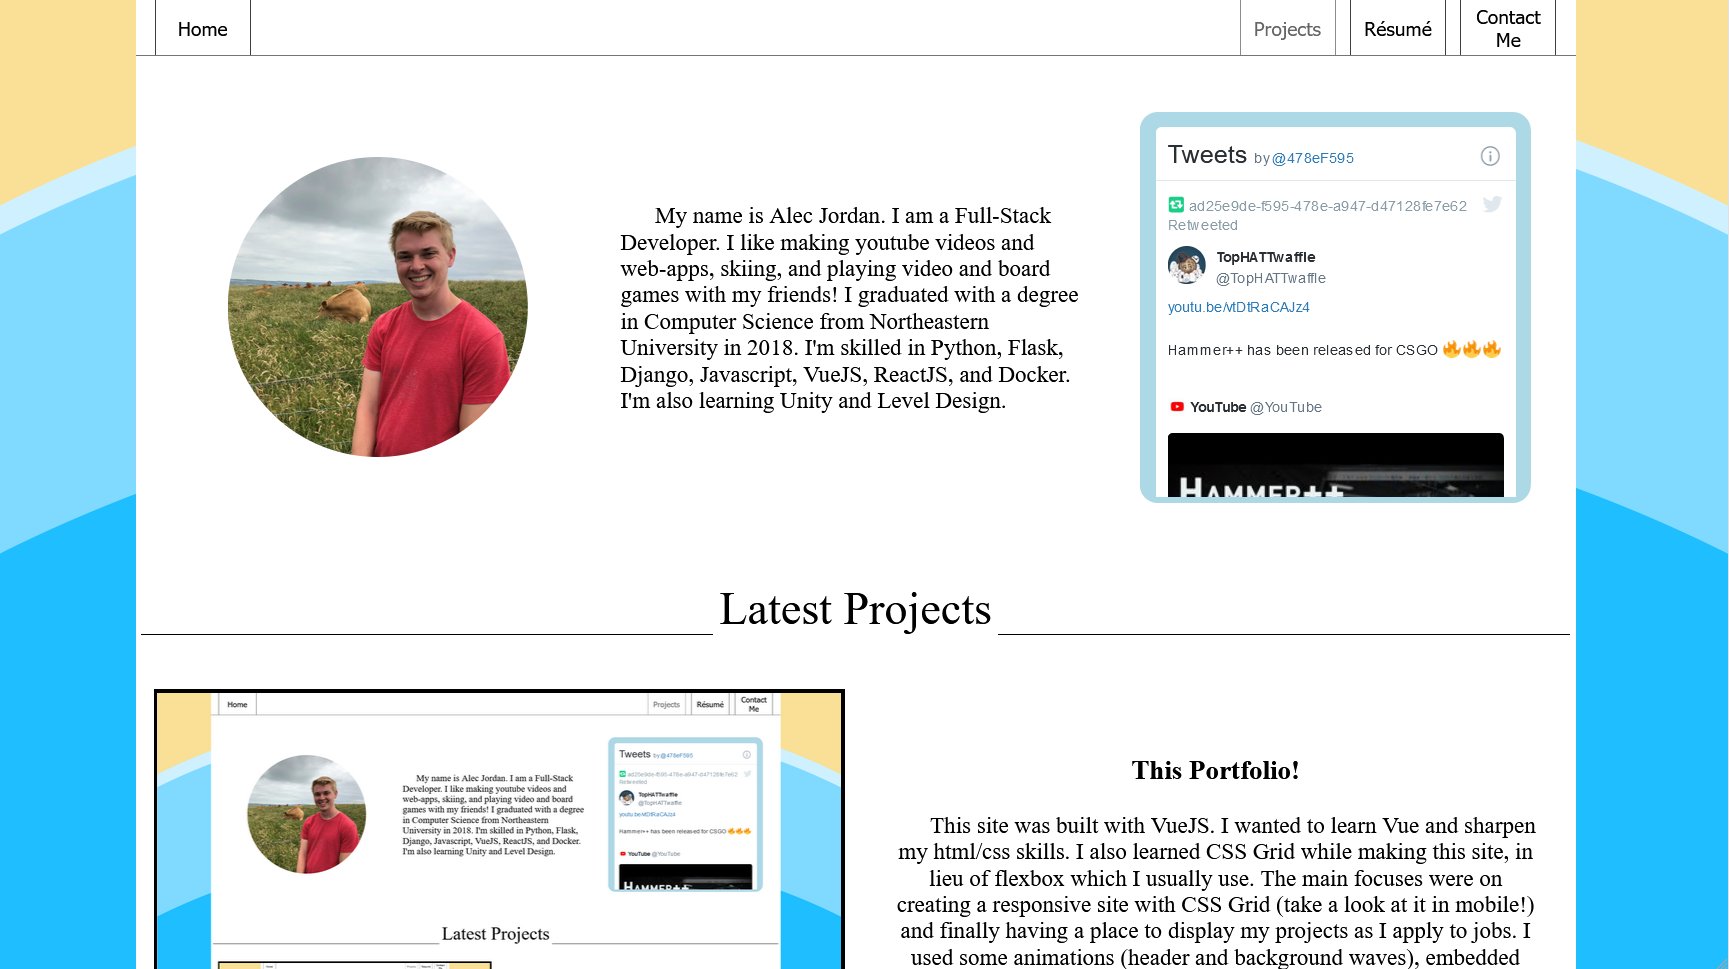 Home
Projects
Résumé
Contact
Me
My name is Alec Jordan. I am a Full-Stack
Developer. I like making youtube videos and
web-apps, skiing, and playing video and board
games with my friends! I graduated with a degree
in Computer Science from Northeastern
University in 2018. I'm skilled in Python, Flask,
Django, Javascript, VueJS, ReactJS, and Docker.
I'm also learning Unity and Level Design.
Tweets by @478eF595
ad25e9de-f595-478e-a947-d47128fe7e62
Retweeted
TopHATTwaffle
@TopHATTwaffle
youtu.be/vtDtRaCAJz4
Hammer++ has been released for CSGO 🔥🔥🔥
YouTube @YouTube
HAMMER++
Latest Projects
Home
Projects
Résumé
Contact
Me
My name is Alec Jordan. I am a Full-Stack
Developer. I like making youtube videos and
web-apps, skiing, and playing video and board
games with my friends! I graduated with a degree
in Computer Science from Northeastern
University in 2018. I'm skilled in Python, Flask,
Django, Javascript, VueJS, ReactJS, and Docker.
I'm also learning Unity and Level Design.
Tweets by @478eF595
ad25e9de-f595-478e-a947-d47128fe7e62
Retweeted
TopHATTwaffle
@TopHATTwaffle
youtu.be/vtDtRaCAJz4
Hammer++ has been released for CSGO 🔥🔥🔥
YouTube @YouTube
HAMMER++
Latest Projects
This Portfolio!
This site was built with VueJS. I wanted to learn Vue and sharpen
my html/css skills. I also learned CSS Grid while making this site, in
lieu of flexbox which I usually use. The main focuses were on
creating a responsive site with CSS Grid (take a look at it in mobile!)
and finally having a place to display my projects as I apply to jobs. I
used some animations (header and background waves), embedded